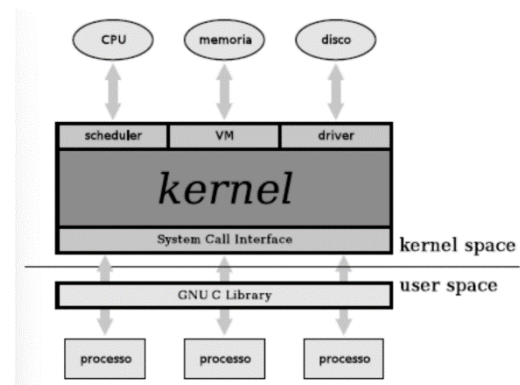 CPU memoria disco
scheduler VM driver
kernel
System Call Interface
kernel space
user space
GNU C Library
processo processo processo